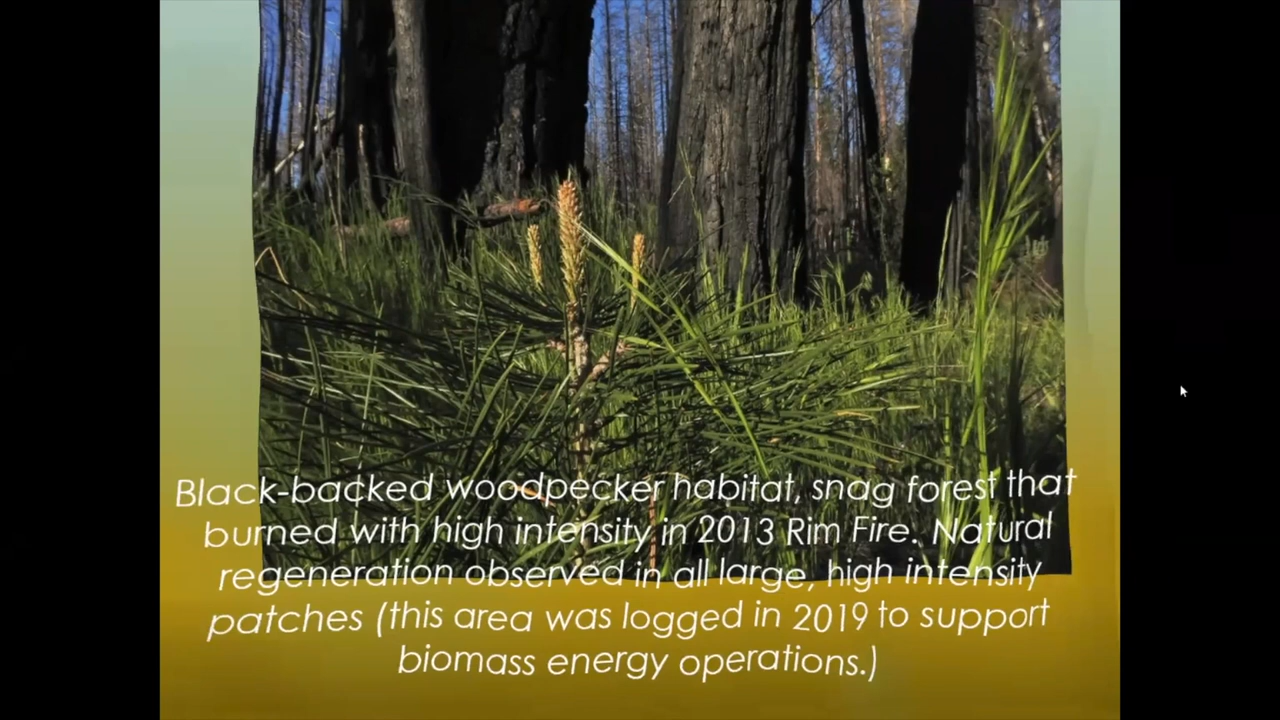 Black-backed woodpecker habitat, snag forest that
burned with high intensity in 2013 Rim Fire. Natural
regeneration observed in all large, high intensity
patches (this area was logged in 2019 to support
biomass energy operations.)